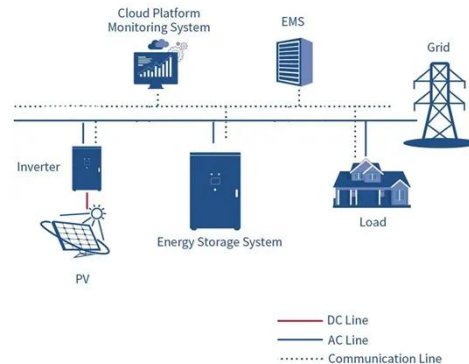 Cloud Platform
Monitoring System
EMS
Grid
Inverter
Energy Storage System
Load
PV
DC Line
AC Line
Communication Line